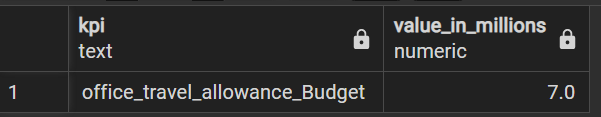 kpi value_in_millions
text numeric
1 office_travel_allowance_Budget 7.0